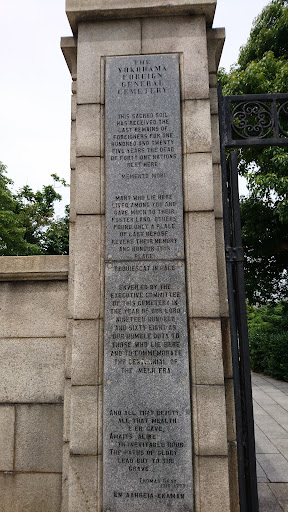 THE
YOKOHAMA
FOREIGN
GENERAL
CEMETERY
THIS SACRED SOIL
HAS RECEIVED THE
LAST REMAINS OF
FOREIGNERS FOR ONE
HUNDRED AND TWENTY
FIVE YEARS THE DEAD
OF FORTY ONE NATIONS
REST HERE
MEMENTO MORI
MANY WHO LIE HERE
LIVED AMONG YOU AND
GAVE MUCH TO THEIR
FOSTER LAND OTHERS
FOUND ONLY A PLACE
OF LAST REPOSE
REVERE THEIR MEMORY
AND HONOUR THIS
PLACE
REQUIESCAT IN PACE
GRAVEN BY THE
EXECUTIVE COMMITTEE
OF THIS CEMETERY IN
THE YEAR OF OUR LORD
NINETEEN HUNDRED
AND SIXTY EIGHT AS
OUR HUMBLE DUTY TO
THOSE WHO LIE HERE
AND TO COMMEMORATE
THE CENTENNIAL OF
THE MEIJI ERA
AND ALL THAT BEAUTY,
ALL THAT WEALTH
E'ER GAVE,
AWAITS ALIKE
TH'INEVITABLE HOUR
THE PATHS OF GLORY
LEAD BUT TO THE
GRAVE
THOMAS GRAY